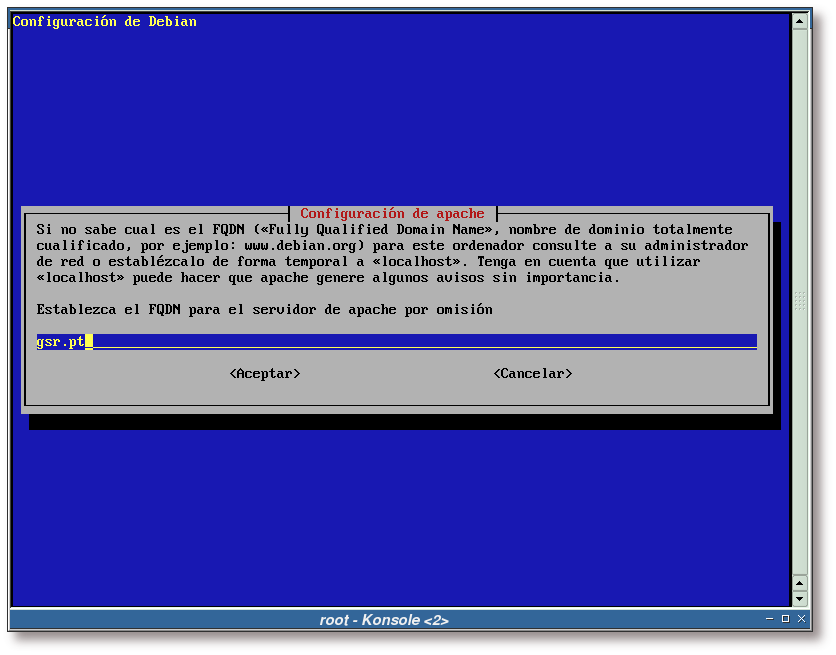 Configuración de Debian
Configuración de apache
Si no sabe cual es el FQDN («Fully Qualified Domain Name», nombre de dominio totalmente
cualificado, por ejemplo: www.debian.org) para este ordenador consulte a su administrador
de red o establézcalo de forma temporal a «localhost». Tenga en cuenta que utilizar
«localhost» puede hacer que apache genere algunos avisos sin importancia.
Establezca el FQDN para el servidor de apache por omisión
gsr.pt
<Aceptar> <Cancelar>
root - Konsole <2>